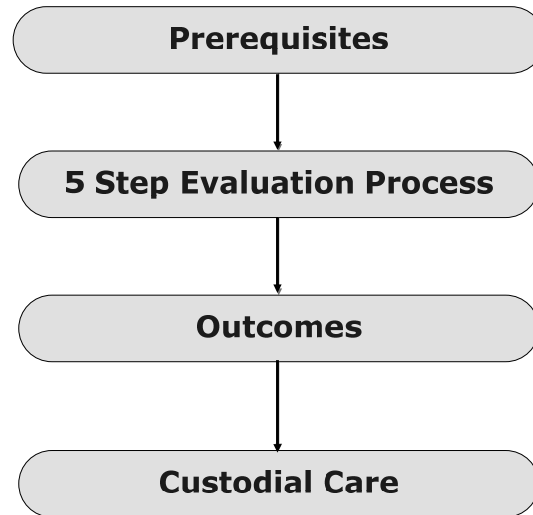 Prerequisites
5 Step Evaluation Process
Outcomes
Custodial Care